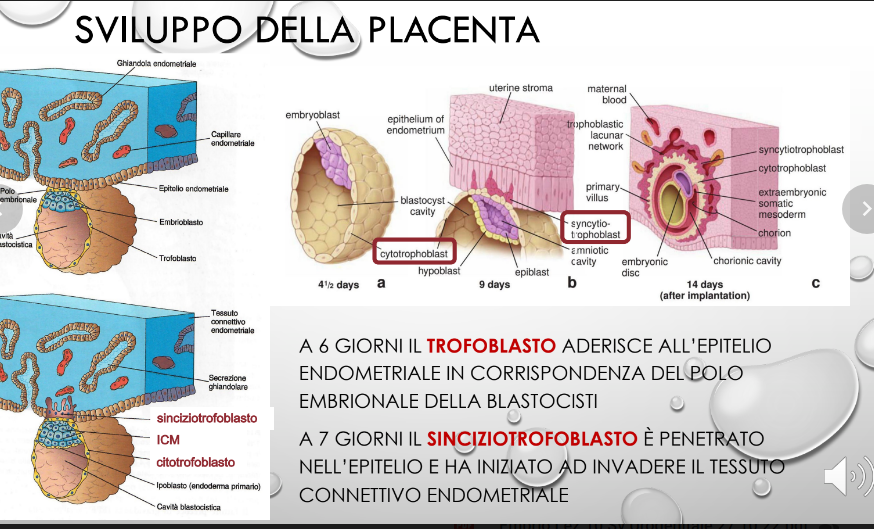 SVILUPPO DELLA PLACENTA
Ghiandola endometriale
Capillare
endometriale
Epitelio endometriale
Polo
embrionale
Embrioblasto
Trofoblasto
Tessuto
connettivo
endometriale
Secrezione
ghiandolare
sinciziotrofoblasto
ICM
citotrofoblasto
Ipoblasto (endoderma primario)
Cavità blastocistica
embryoblast
epithelium of
endometrium
uterine stroma
blastocyst
cavity
cytotrophoblast
hypoblast
epiblast
syncytio-
trophoblast
amniotic
cavity
4½ days a
9 days b
maternal
blood
trophoblastic
lacunar
network
primary
villus
syncytiotrophoblast
cytotrophoblast
extraembryonic
somatic
mesoderm
chorion
chorionic cavity
embryonic
disc
14 days c
(after implantation)
A 6 GIORNI IL TROFOBLASTO ADERISCE ALL'EPITELIO
ENDOMETRIALE IN CORRISPONDENZA DEL POLO
EMBRIONALE DELLA BLASTOCISTI
A 7 GIORNI IL SINCIZIOTROFOBLASTO È PENETRATO
NELL'EPITELIO E HA INIZIATO AD INVADERE IL TESSUTO
CONNETTIVO ENDOMETRIALE